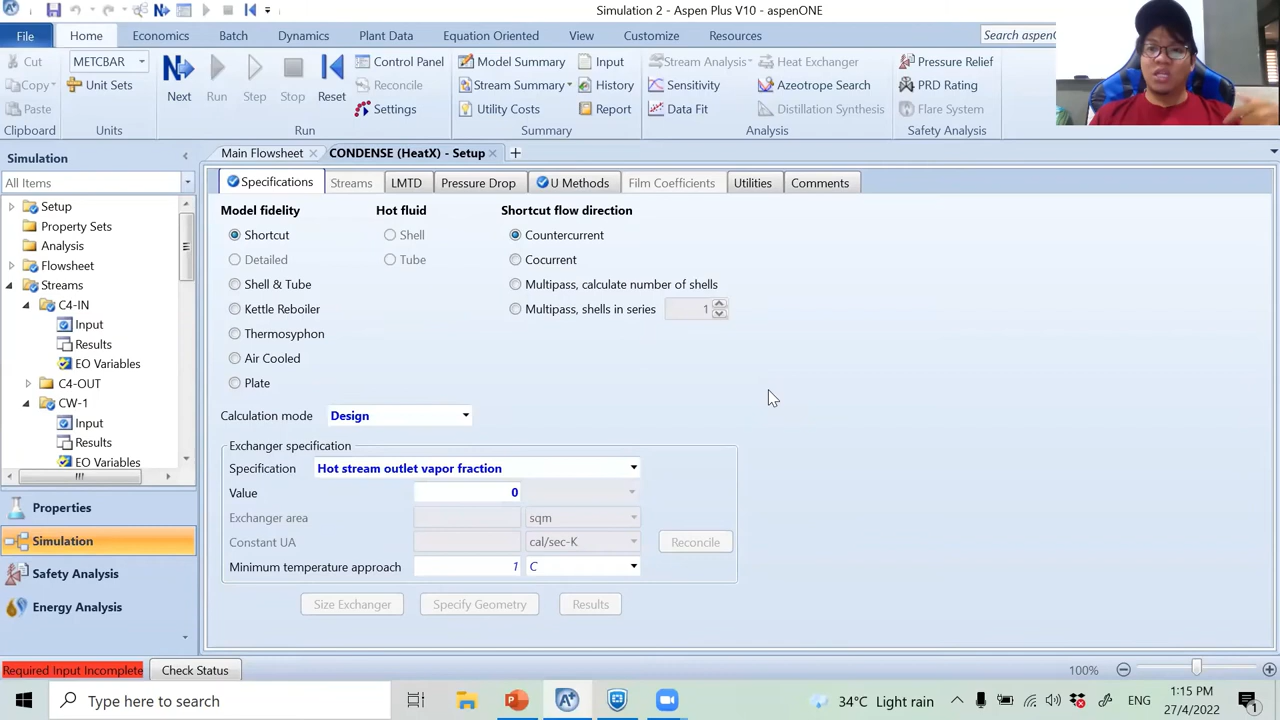 Simulation 2 - Aspen Plus V10 - aspenONE
File Home Economics Batch Dynamics Plant Data Equation Oriented View Customize Resources Search aspenO
Cut METCBAR Control Panel Model Summary Input Stream Analysis Heat Exchanger Pressure Relief
Copy Unit Sets Next Run Step Stop Reset Reconcile Stream Summary History Sensitivity Azeotrope Search PRD Rating
Paste Settings Utility Costs Report Data Fit Distillation Synthesis Flare System
Clipboard Units Run Summary Analysis Safety Analysis
Simulation Main Flowsheet CONDENSE (HeatX) - Setup
All Items Specifications Streams LMTD Pressure Drop U Methods Film Coefficients Utilities Comments
Setup
Property Sets
Analysis
Flowsheet
Streams
C4-IN
Input
Results
EO Variables
C4-OUT
CW-1
Input
Results
EO Variables
Properties
Simulation
Safety Analysis
Energy Analysis
Model fidelity Hot fluid Shortcut flow direction
Shortcut Shell Countercurrent
Detailed Tube Cocurrent
Shell & Tube Multipass, calculate number of shells
Kettle Reboiler Multipass, shells in series 1
Thermosyphon
Air Cooled
Plate
Calculation mode Design
Exchanger specification
Specification Hot stream outlet vapor fraction
Value 0
Exchanger area sqm
Constant UA cal/sec-K Reconcile
Minimum temperature approach 1 C
Size Exchanger Specify Geometry Results
Required Input Incomplete Check Status 100%
Type here to search 34°C Light rain ENG 1:15 PM
27/4/2022 1